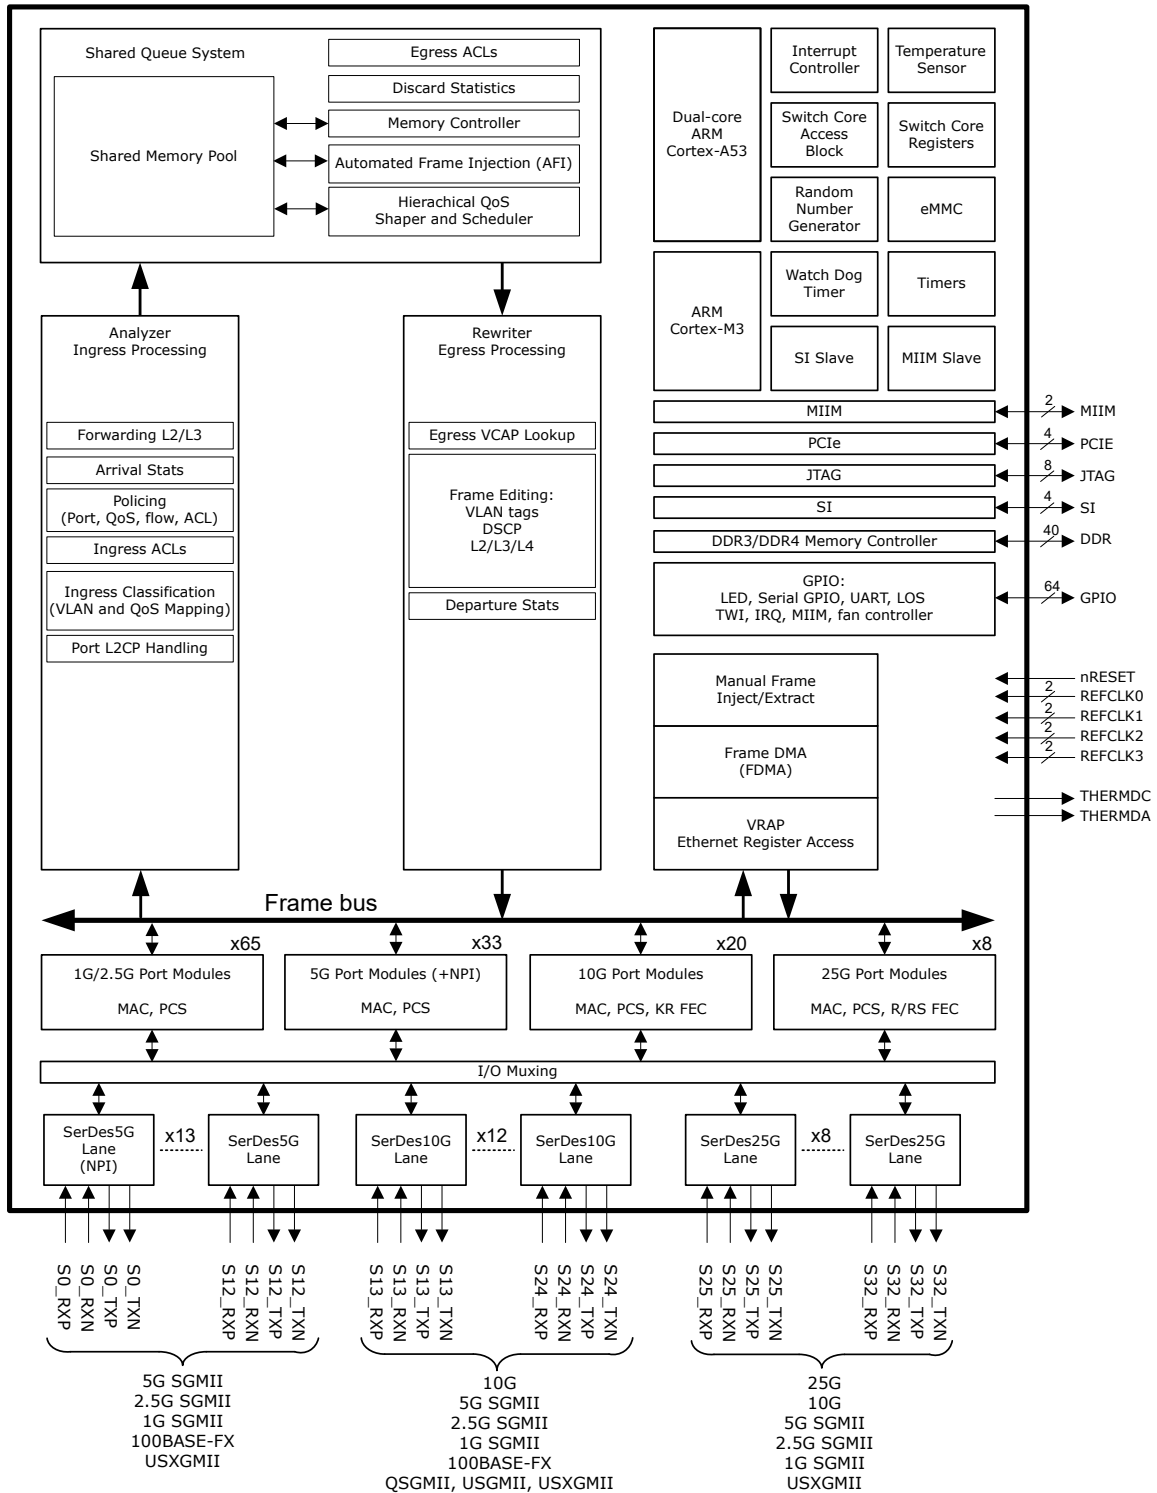 Shared Queue System
Shared Memory Pool
Egress ACLs
Discard Statistics
Memory Controller
Automated Frame Injection (AFI)
Hierachical QoS
Shaper and Scheduler
Dual-core
ARM
Cortex-A53
Interrupt
Controller
Temperature
Sensor
Switch Core
Access
Block
Switch Core
Registers
Random
Number
Generator
eMMC
ARM
Cortex-M3
Watch Dog
Timer
Timers
SI Slave
MIIM Slave
Analyzer
Ingress Processing
Forwarding L2/L3
Arrival Stats
Policing
(Port, QoS, flow, ACL)
Ingress ACLs
Ingress Classification
(VLAN and QoS Mapping)
Port L2CP Handling
Rewriter
Egress Processing
Egress VCAP Lookup
Frame Editing:
VLAN tags
DSCP
L2/L3/L4
Departure Stats
MIIM
2
MIIM
PCIe
4
PCIE
JTAG
8
JTAG
SI
4
SI
DDR3/DDR4 Memory Controller
40
DDR
GPIO:
LED, Serial GPIO, UART, LOS
TWI, IRQ, MIIM, fan controller
64
GPIO
Manual Frame
Inject/Extract
Frame DMA
(FDMA)
VRAP
Ethernet Register Access
nRESET
2
REFCLK0
2
REFCLK1
2
REFCLK2
2
REFCLK3
THERMDC
THERMDA
Frame bus
x65
x33
x20
x8
1G/2.5G Port Modules
MAC, PCS
5G Port Modules (+NPI)
MAC, PCS
10G Port Modules
MAC, PCS, KR FEC
25G Port Modules
MAC, PCS, R/RS FEC
I/O Muxing
SerDes5G
Lane
(NPI)
x13
SerDes5G
Lane
SerDes10G
Lane
x12
SerDes10G
Lane
SerDes25G
Lane
x8
SerDes25G
Lane
S0_RXP
S0_RXN
S0_TXP
S0_TXN
S12_RXP
S12_RXN
S12_TXP
S12_TXN
S13_RXP
S13_RXN
S13_TXP
S13_TXN
S24_RXP
S24_RXN
S24_TXP
S24_TXN
S25_RXP
S25_RXN
S25_TXP
S25_TXN
S32_RXP
S32_RXN
S32_TXP
S32_TXN
5G SGMII
2.5G SGMII
1G SGMII
100BASE-FX
USXGMII
10G
5G SGMII
2.5G SGMII
1G SGMII
100BASE-FX
QSGMII, USGMII, USXGMII
25G
10G
5G SGMII
2.5G SGMII
1G SGMII
USXGMII